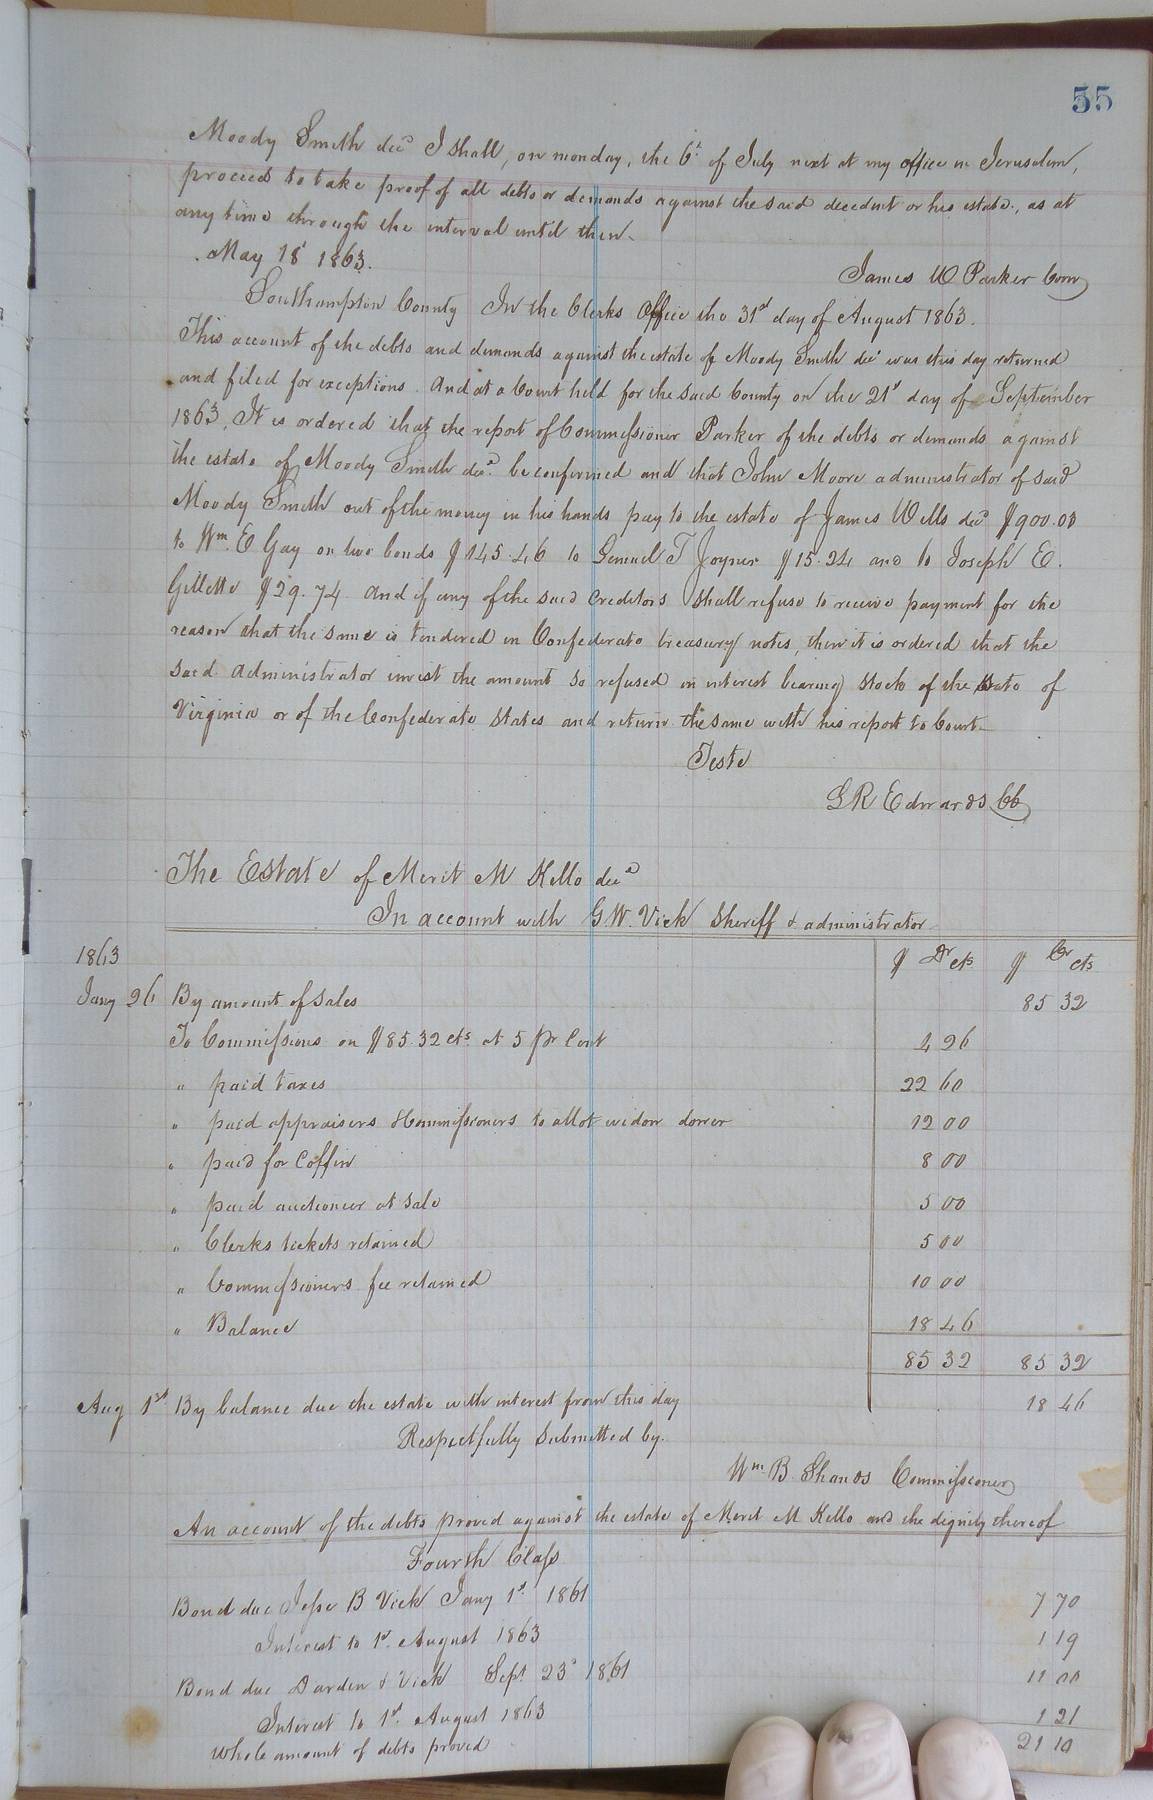 55
Moody Smith decd I shall, on monday, the 6t of July next at my office in Jerusalem,
proceed to take proof of all debts or demands against the said decedent or his estate, as at
any time through the interval until then.
May 18t 1863.
James W Parker Com
Southampton County In the Clerks Office the 31st day of August 1863.
This account of the debts and demands against the estate of Moody Smith decd was this day returned
and filed for exceptions. And at a Court held for the said County on the 21st day of September
1863, It is ordered that the report of Commissioner Parker of the debts or demands against
the estate of Moody Smith decd be confirmed and that John Moore administrator of said
Moody Smith out of the money in his hands pay to the estate of James Wells decd $900.00
to Wm. E Gay on two bonds $145.46 to Lemuel T Joyner $15.24 and to Joseph E.
Gillette $29.74 And if any of the said creditors shall refuse to receive payment for the
reason that the same is tendered in Confederate treasury notes, then it is ordered that the
said administrator invest the amount so refused in interest bearing stock of the State of
Virginia or of the Confederate States and return the same with his report to Court.
Teste
L R Edwards CC
The Estate of Merit M Kello decd
In account with G.W. Vick Sheriff & administrator
1863 $ Dr cts $ Cr cts
Jany 26 By amount of sales 85 32
To Commissions on $85.32 cts at 5 Pr Cent 4 26
" paid taxes 22 60
" paid appraisers & Commissioners to allot widow dower 12 00
" paid for Coffin 8 00
" paid auctioneer at sale 5 00
" Clerks tickets retained 5 00
" Commissioners fee retained 10 00
" Balance 18 46
85 32 85 32
Aug 1st By balance due the estate with interest from this day 18 46
Respectfully Submitted by.
Wm B Shands Commissioner
An account of the debts proved against the estate of Merit M Kello and the dignity thereof
Fourth Class
Bond due Jesse B Vick Jany 1st 1861 7 70
Interest to 1st August 1863 1 19
Bond due Darden & Vick Sept 23d 1861 11 00
Interest to 1st August 1863 1 21
Whole amount of debts proved 21 10